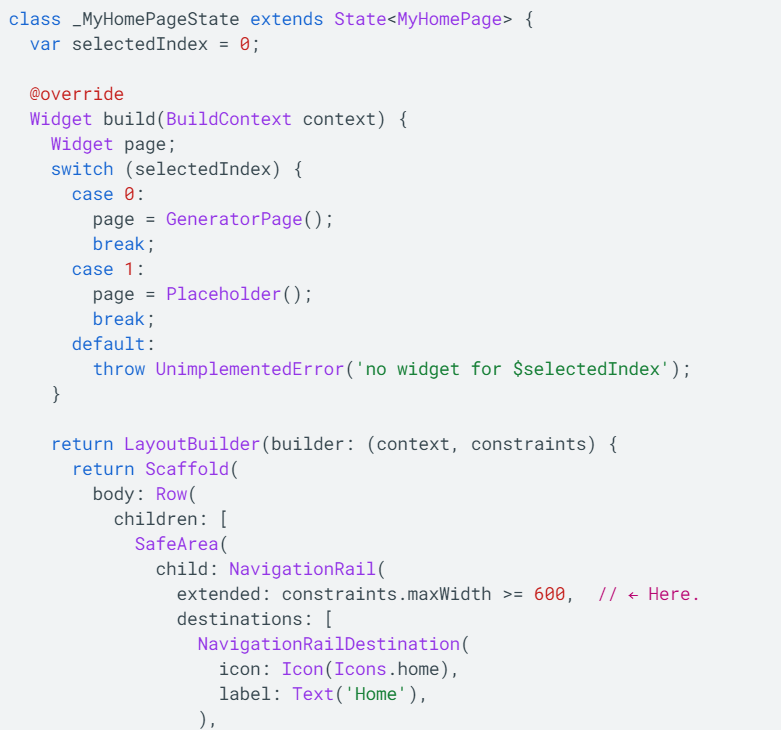 class _MyHomePageState extends State<MyHomePage> {
  var selectedIndex = 0;

  @override
  Widget build(BuildContext context) {
    Widget page;
    switch (selectedIndex) {
      case 0:
        page = GeneratorPage();
        break;
      case 1:
        page = Placeholder();
        break;
      default:
        throw UnimplementedError('no widget for $selectedIndex');
    }

    return LayoutBuilder(builder: (context, constraints) {
      return Scaffold(
        body: Row(
          children: [
            SafeArea(
              child: NavigationRail(
                extended: constraints.maxWidth >= 600,  // ← Here.
                destinations: [
                  NavigationRailDestination(
                    icon: Icon(Icons.home),
                    label: Text('Home'),
                  ),